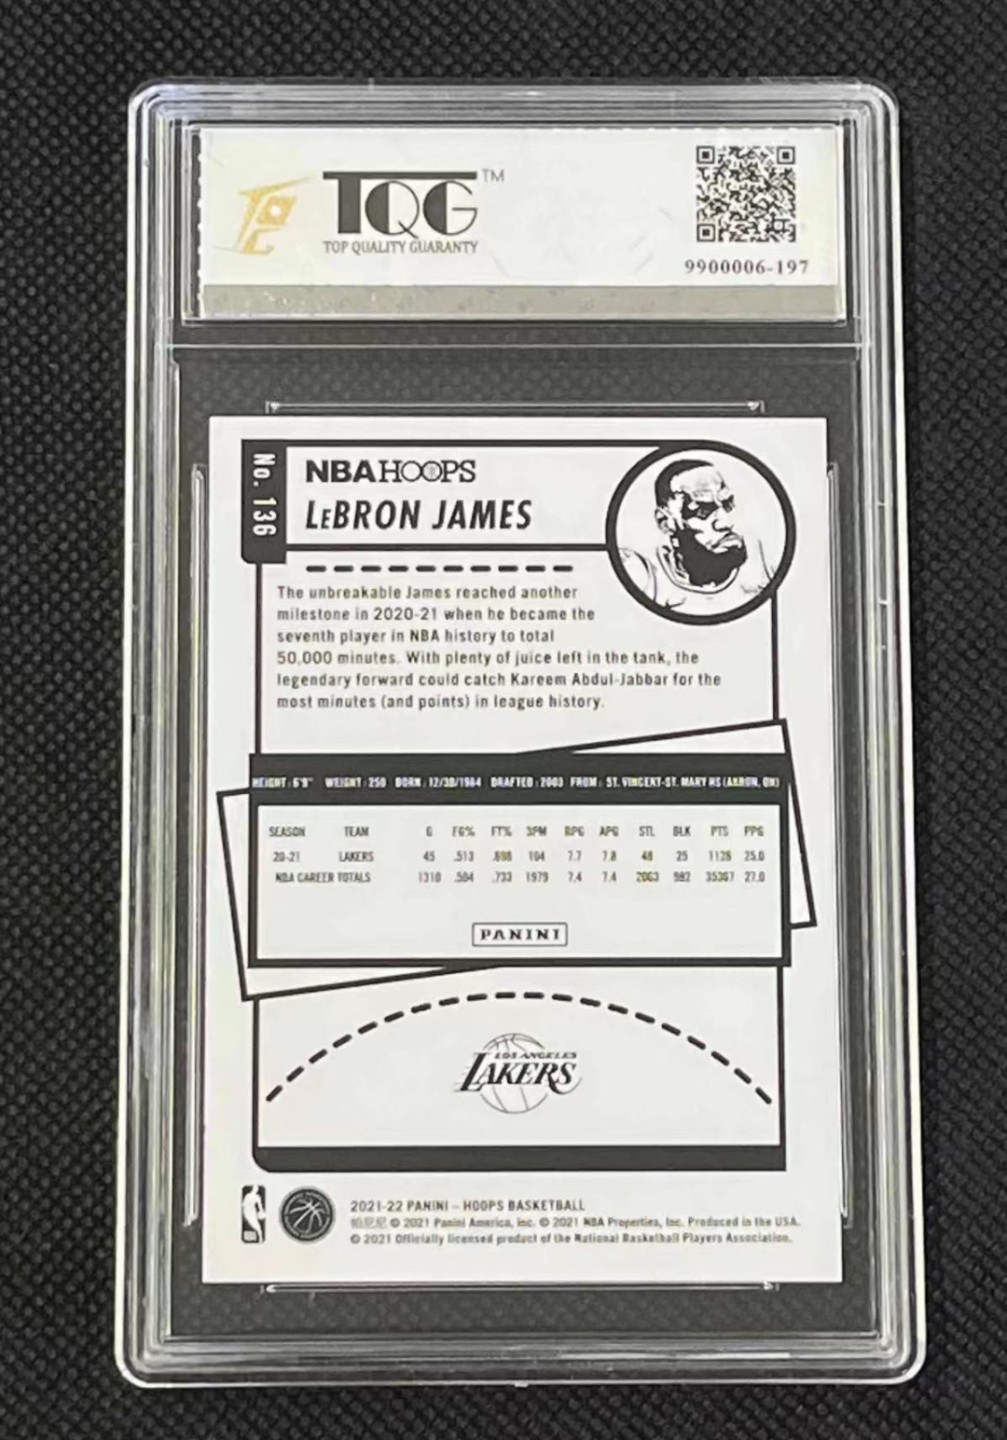 TQG™
TOP QUALITY GUARANTY
9900006-197
No. 136
NBA HOOPS
LeBRON JAMES
The unbreakable James reached another
milestone in 2020-21 when he became the
seventh player in NBA history to total
50,000 minutes. With plenty of juice left in the tank, the
legendary forward could catch Kareem Abdul-Jabbar for the
most minutes (and points) in league history.
HEIGHT: 6'9" WEIGHT: 250 BORN: 12/30/1984 DRAFTED: 2003 FROM: ST. VINCENT-ST. MARY HS (AKRON, OH)
SEASON TEAM G FG% FT% 3PM RPG APG STL BLK PTS PPG
20-21 LAKERS 45 .513 .698 104 7.7 7.8 48 25 1126 25.0
NBA CAREER TOTALS 1310 .504 .733 1979 7.4 7.4 2063 982 35367 27.0
PANINI
LOS ANGELES
LAKERS
2021-22 PANINI – HOOPS BASKETBALL
帕尼尼 © 2021 Panini America, Inc. © 2021 NBA Properties, Inc. Produced in the USA.
© 2021 Officially licensed product of the National Basketball Players Association.